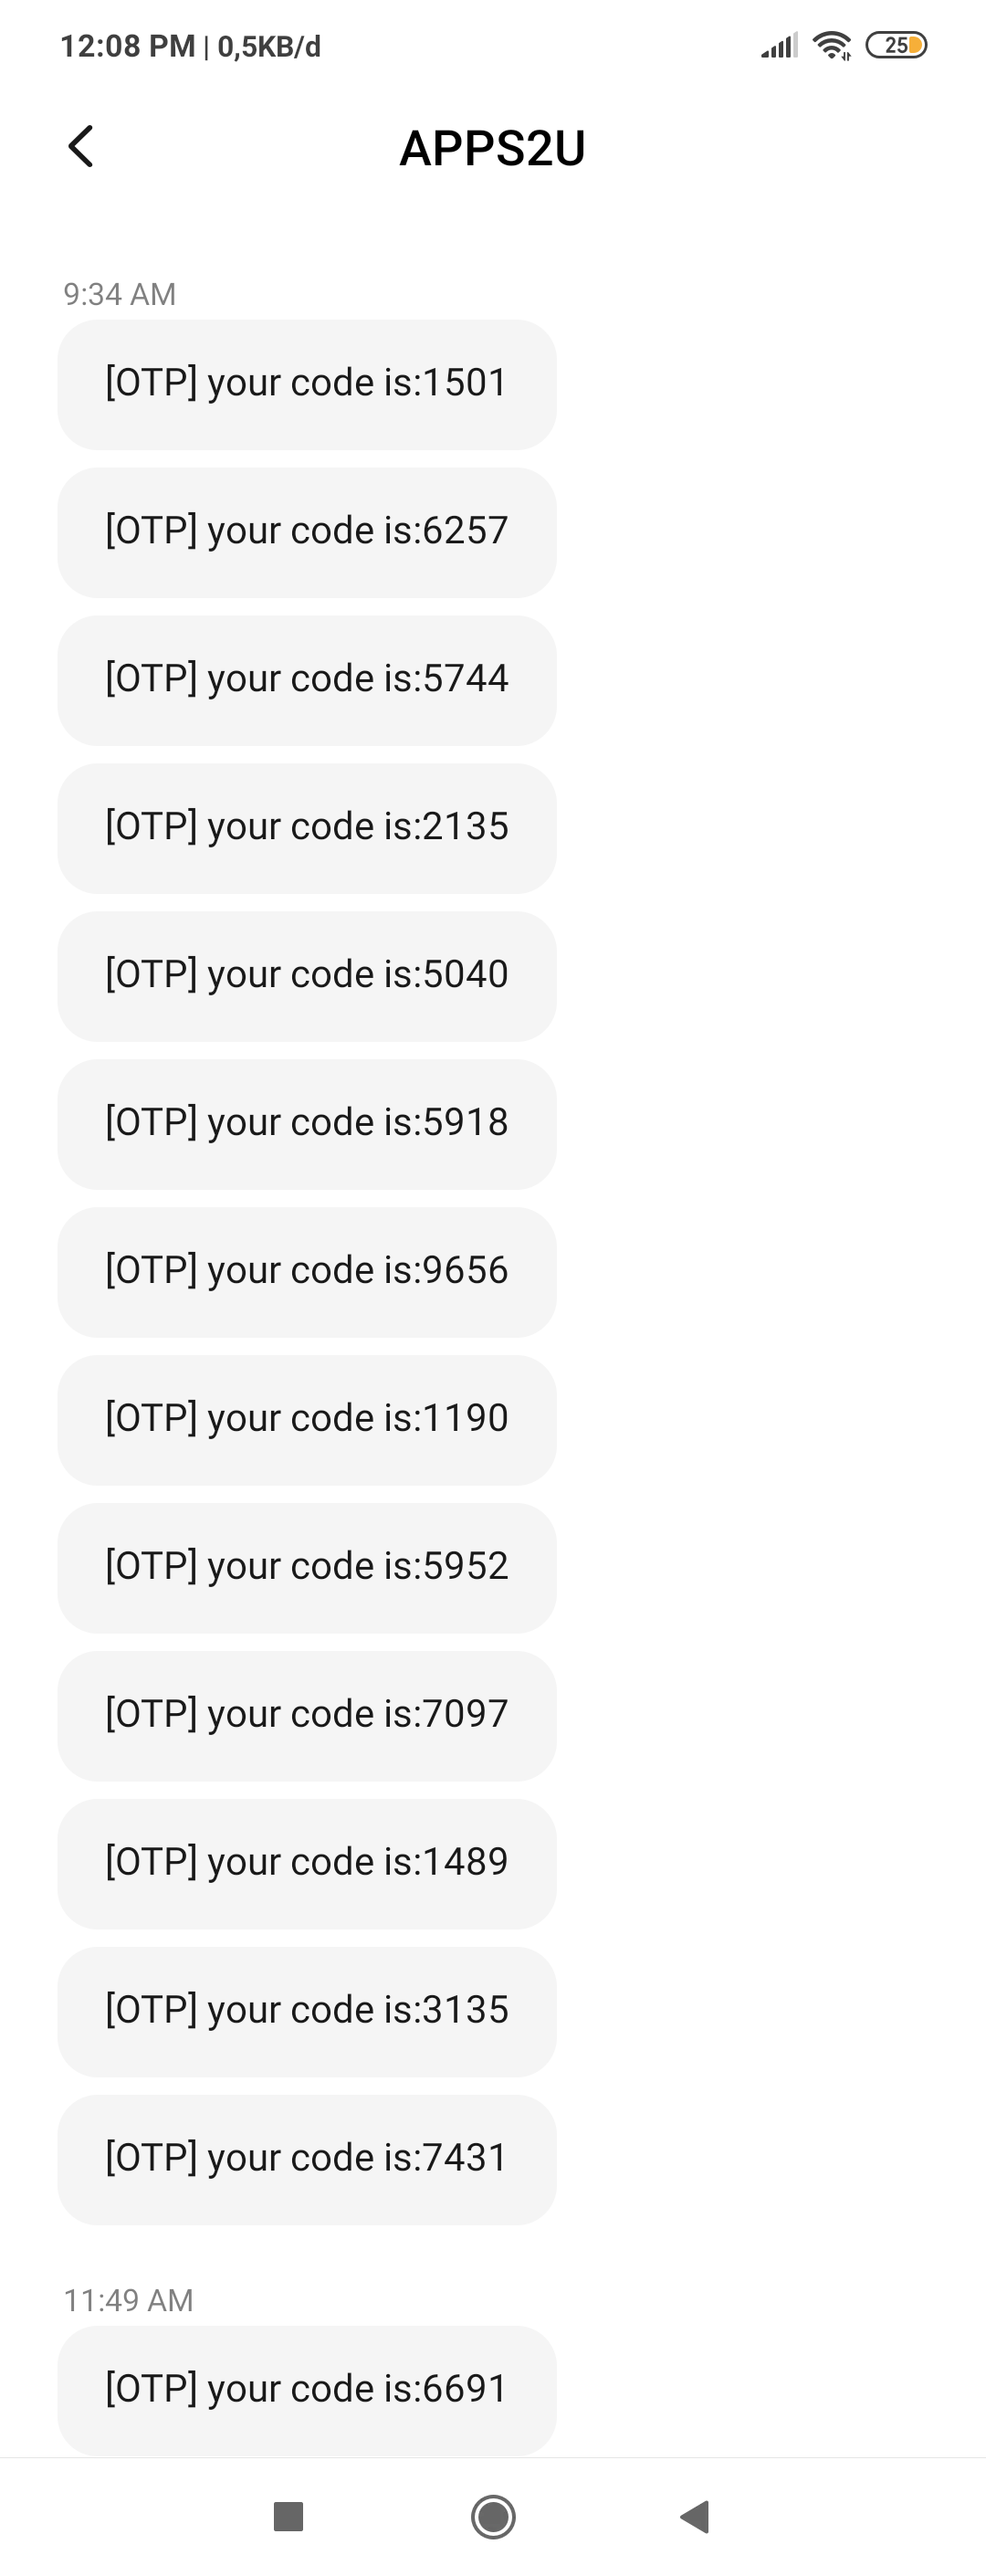 12:08 PM | 0,5KB/d
25
APPS2U
9:34 AM
[OTP] your code is:1501
[OTP] your code is:6257
[OTP] your code is:5744
[OTP] your code is:2135
[OTP] your code is:5040
[OTP] your code is:5918
[OTP] your code is:9656
[OTP] your code is:1190
[OTP] your code is:5952
[OTP] your code is:7097
[OTP] your code is:1489
[OTP] your code is:3135
[OTP] your code is:7431
11:49 AM
[OTP] your code is:6691